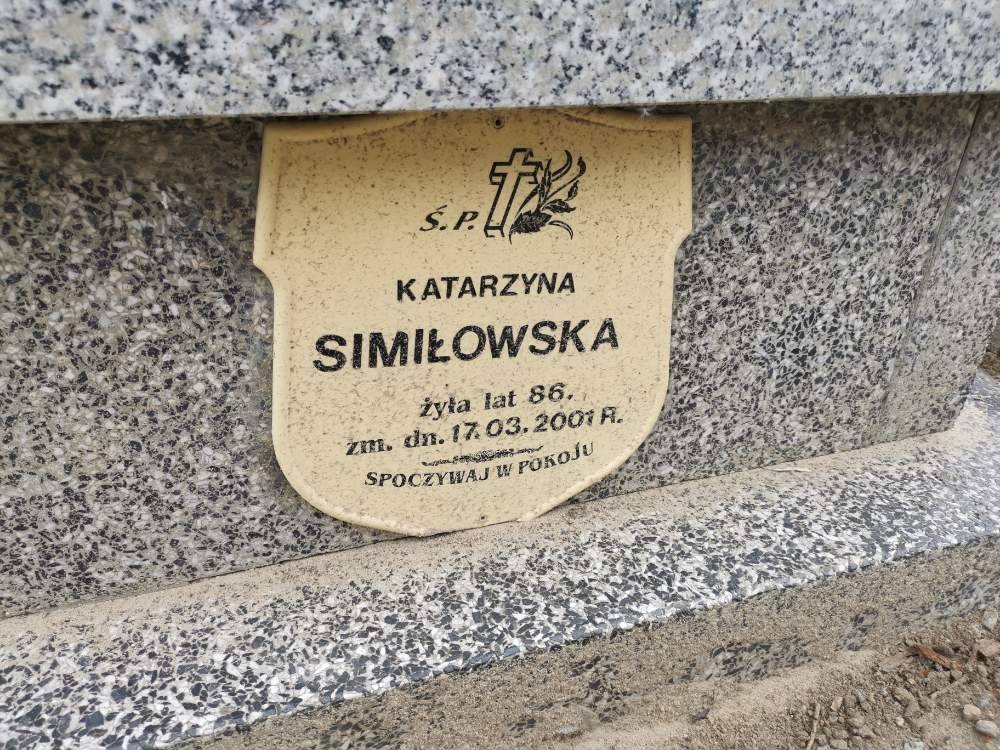 Ś.P.
KATARZYNA
SIMIŁOWSKA
żyła lat 86.
zm. dn. 17.03.2001 R.
SPOCZYWAJ W POKOJU